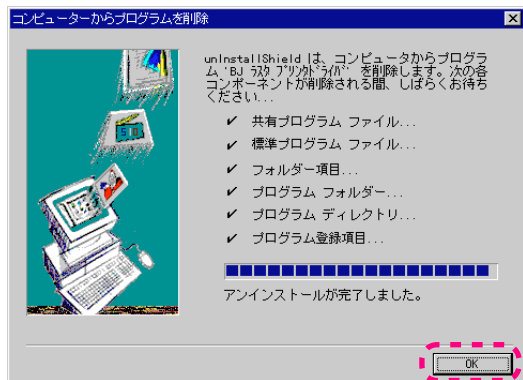 コンピューターからプログラムを削除
unInstallShield は、コンピュータからプログラ
ム 'BJ ラスタ プリンタドライバ' を削除します。次の各
コンポーネントが削除される間、しばらくお待ち
ください...
✔ 共有プログラム ファイル...
✔ 標準プログラム ファイル...
✔ フォルダー項目...
✔ プログラム フォルダー...
✔ プログラム ディレクトリ...
✔ プログラム登録項目...
アンインストールが完了しました。
OK